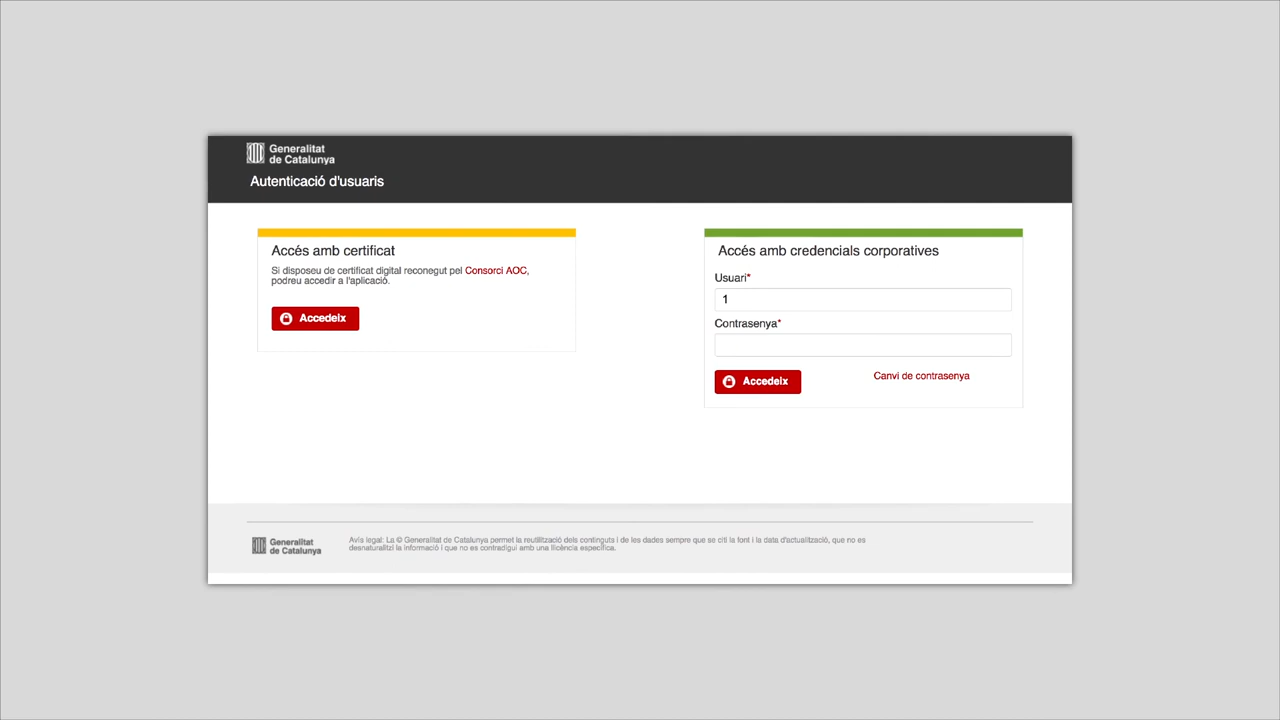 Generalitat
de Catalunya
Autenticació d'usuaris
Accés amb certificat
Si disposeu de certificat digital reconegut pel Consorci AOC,
podreu accedir a l'aplicació.
Accedeix
Accés amb credencials corporatives
Usuari*
1
Contrasenya*
Accedeix
Canvi de contrasenya
Generalitat
de Catalunya
Avís legal: La © Generalitat de Catalunya permet la reutilització dels continguts i de les dades sempre que se citi la font i la data d'actualització, que no es
desnaturalitzi la informació i que no es contradigui amb una llicència específica.